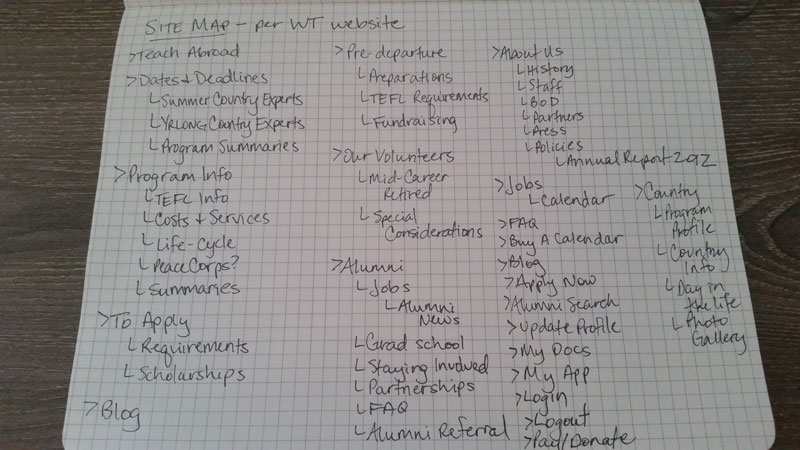 SITE MAP - per WT website
>Teach Abroad
>Dates & Deadlines
└Summer Country Experts
└YRLONG Country Experts
└Program Summaries
>Program Info
└TEFL Info
└Costs & Services
└Life-Cycle
└Peace Corps?
└Summaries
>To Apply
└Requirements
└Scholarships
>Blog
>Pre-departure
└Preparations
└TEFL Requirements
└Fundraising
>Our Volunteers
└Mid-Career
Retired
└Special
Considerations
>Alumni
└Jobs
└Alumni
News
└Grad school
└Staying Involved
└Partnerships
└FAQ
└Alumni Referral
>About Us
└History
└Staff
└BoD
└Partners
└Press
└Policies
└Annual Report 2012
>Jobs
└Calendar
>FAQ
>Buy A Calendar
>Blog
>Apply Now
>Alumni Search
>Update Profile
>My Docs
>My App
>Login
>Logout
>Pay/Donate
>Country
└Program
Profile
└Country
Info
└Day in
the life
└Photo
Gallery